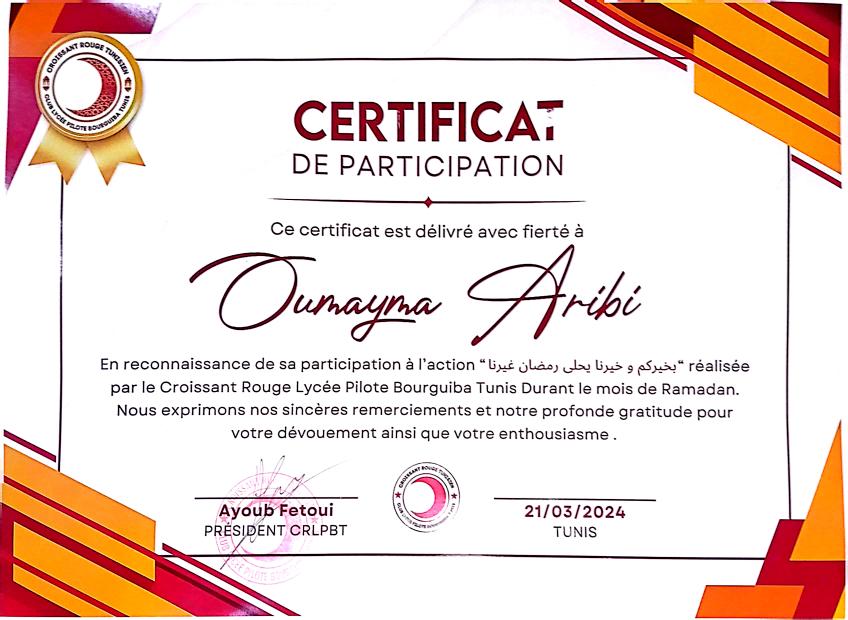 CROISSANT ROUGE TUNISIEN
CLUB LYCÉE PILOTE BOURGUIBA TUNIS
CERTIFICAT
DE PARTICIPATION
Ce certificat est délivré avec fierté à
Oumayma Aribi
En reconnaissance de sa participation à l'action “بخيركم و خيرنا يحلى رمضان غيرنا“ réalisée
par le Croissant Rouge Lycée Pilote Bourguiba Tunis Durant le mois de Ramadan.
Nous exprimons nos sincères remerciements et notre profonde gratitude pour
votre dévouement ainsi que votre enthousiasme .
Ayoub Fetoui
PRÉSIDENT CRLPBT
CROISSANT ROUGE TUNISIEN
CLUB LYCÉE PILOTE BOURGUIBA TUNIS
21/03/2024
TUNIS